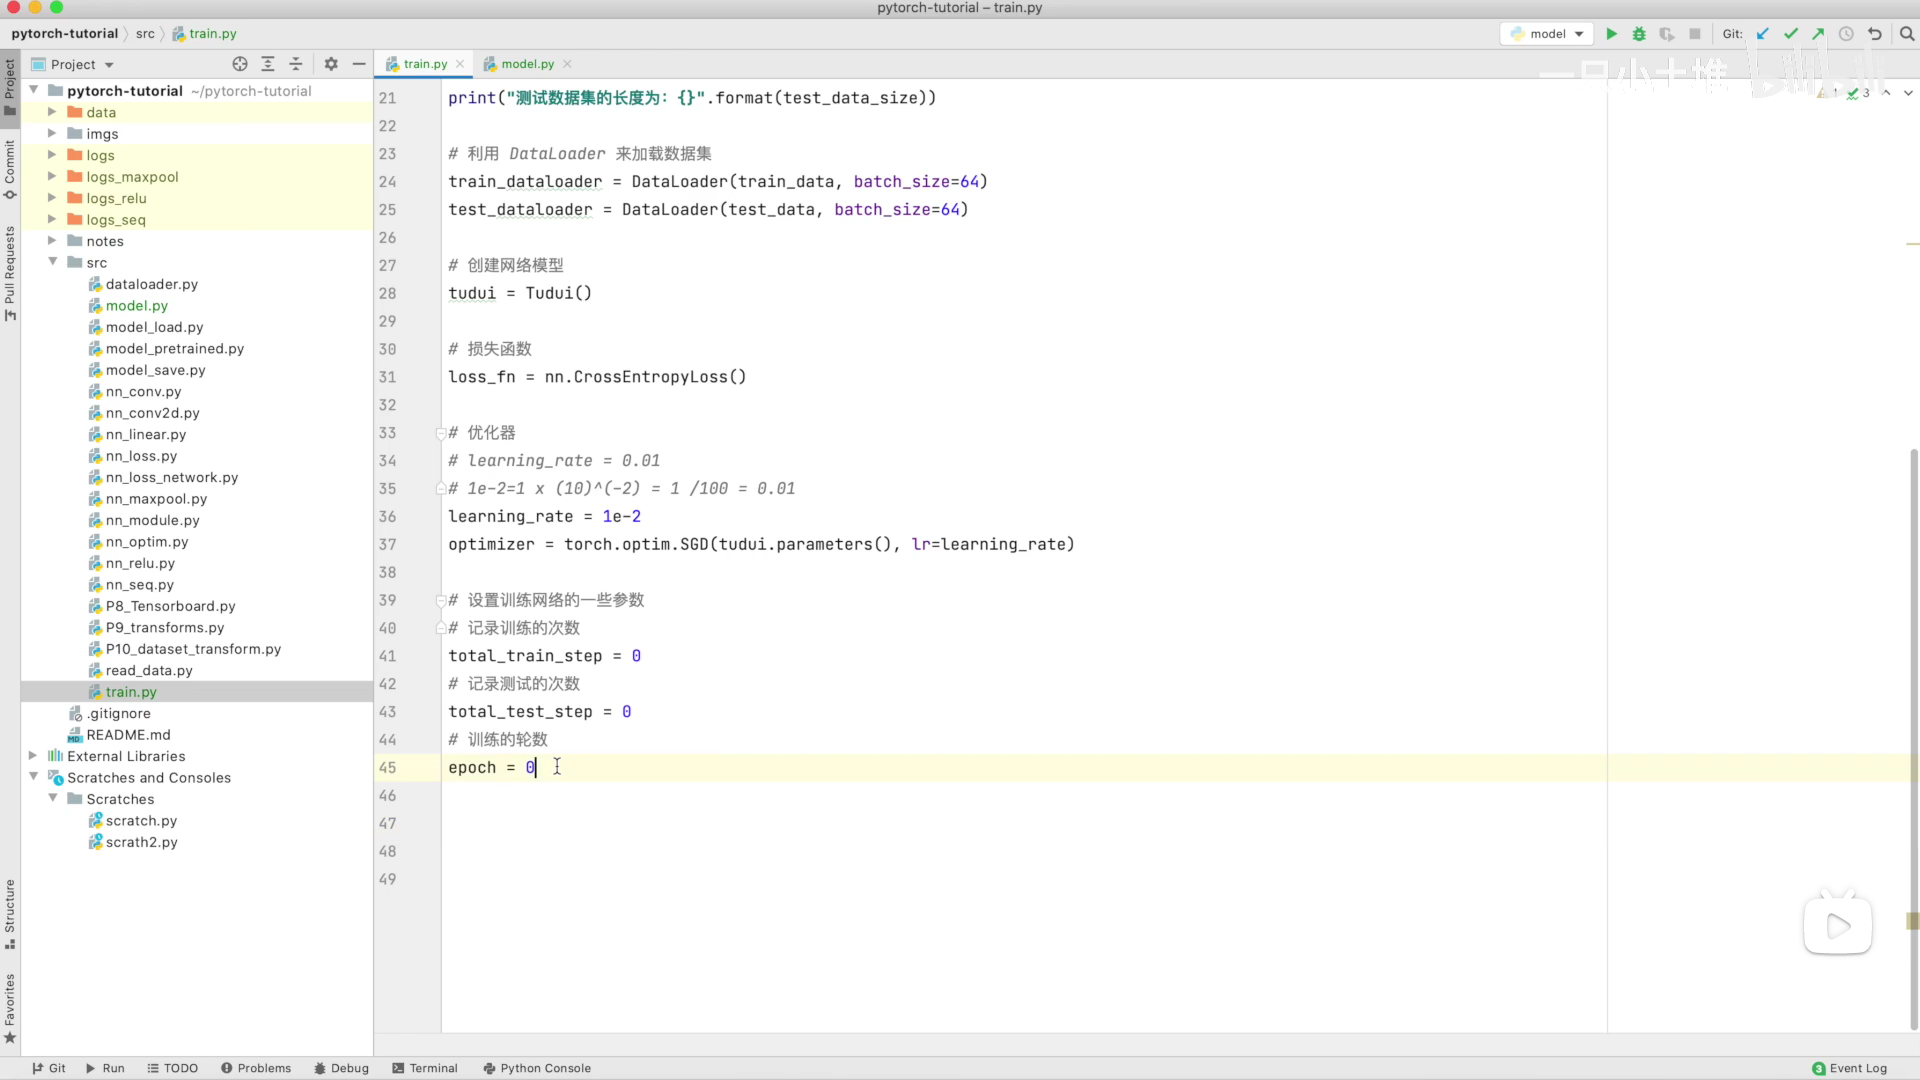 pytorch-tutorial – train.py
pytorch-tutorial src train.py
model
Git:
Project
train.py
model.py
一只小土堆
bilibili
1
3
Project
Commit
Pull Requests
Structure
Favorites
pytorch-tutorial ~/pytorch-tutorial
data
imgs
logs
logs_maxpool
logs_relu
logs_seq
notes
src
dataloader.py
model.py
model_load.py
model_pretrained.py
model_save.py
nn_conv.py
nn_conv2d.py
nn_linear.py
nn_loss.py
nn_loss_network.py
nn_maxpool.py
nn_module.py
nn_optim.py
nn_relu.py
nn_seq.py
P8_Tensorboard.py
P9_transforms.py
P10_dataset_transform.py
read_data.py
train.py
.gitignore
README.md
External Libraries
Scratches and Consoles
Scratches
scratch.py
scrath2.py
21 print("测试数据集的长度为：{}".format(test_data_size))
22
23 # 利用 DataLoader 来加载数据集
24 train_dataloader = DataLoader(train_data, batch_size=64)
25 test_dataloader = DataLoader(test_data, batch_size=64)
26
27 # 创建网络模型
28 tudui = Tudui()
29
30 # 损失函数
31 loss_fn = nn.CrossEntropyLoss()
32
33 # 优化器
34 # learning_rate = 0.01
35 # 1e-2=1 x (10)^(-2) = 1 /100 = 0.01
36 learning_rate = 1e-2
37 optimizer = torch.optim.SGD(tudui.parameters(), lr=learning_rate)
38
39 # 设置训练网络的一些参数
40 # 记录训练的次数
41 total_train_step = 0
42 # 记录测试的次数
43 total_test_step = 0
44 # 训练的轮数
45 epoch = 0
46
47
48
49
Git Run TODO Problems Debug Terminal Python Console
3 Event Log